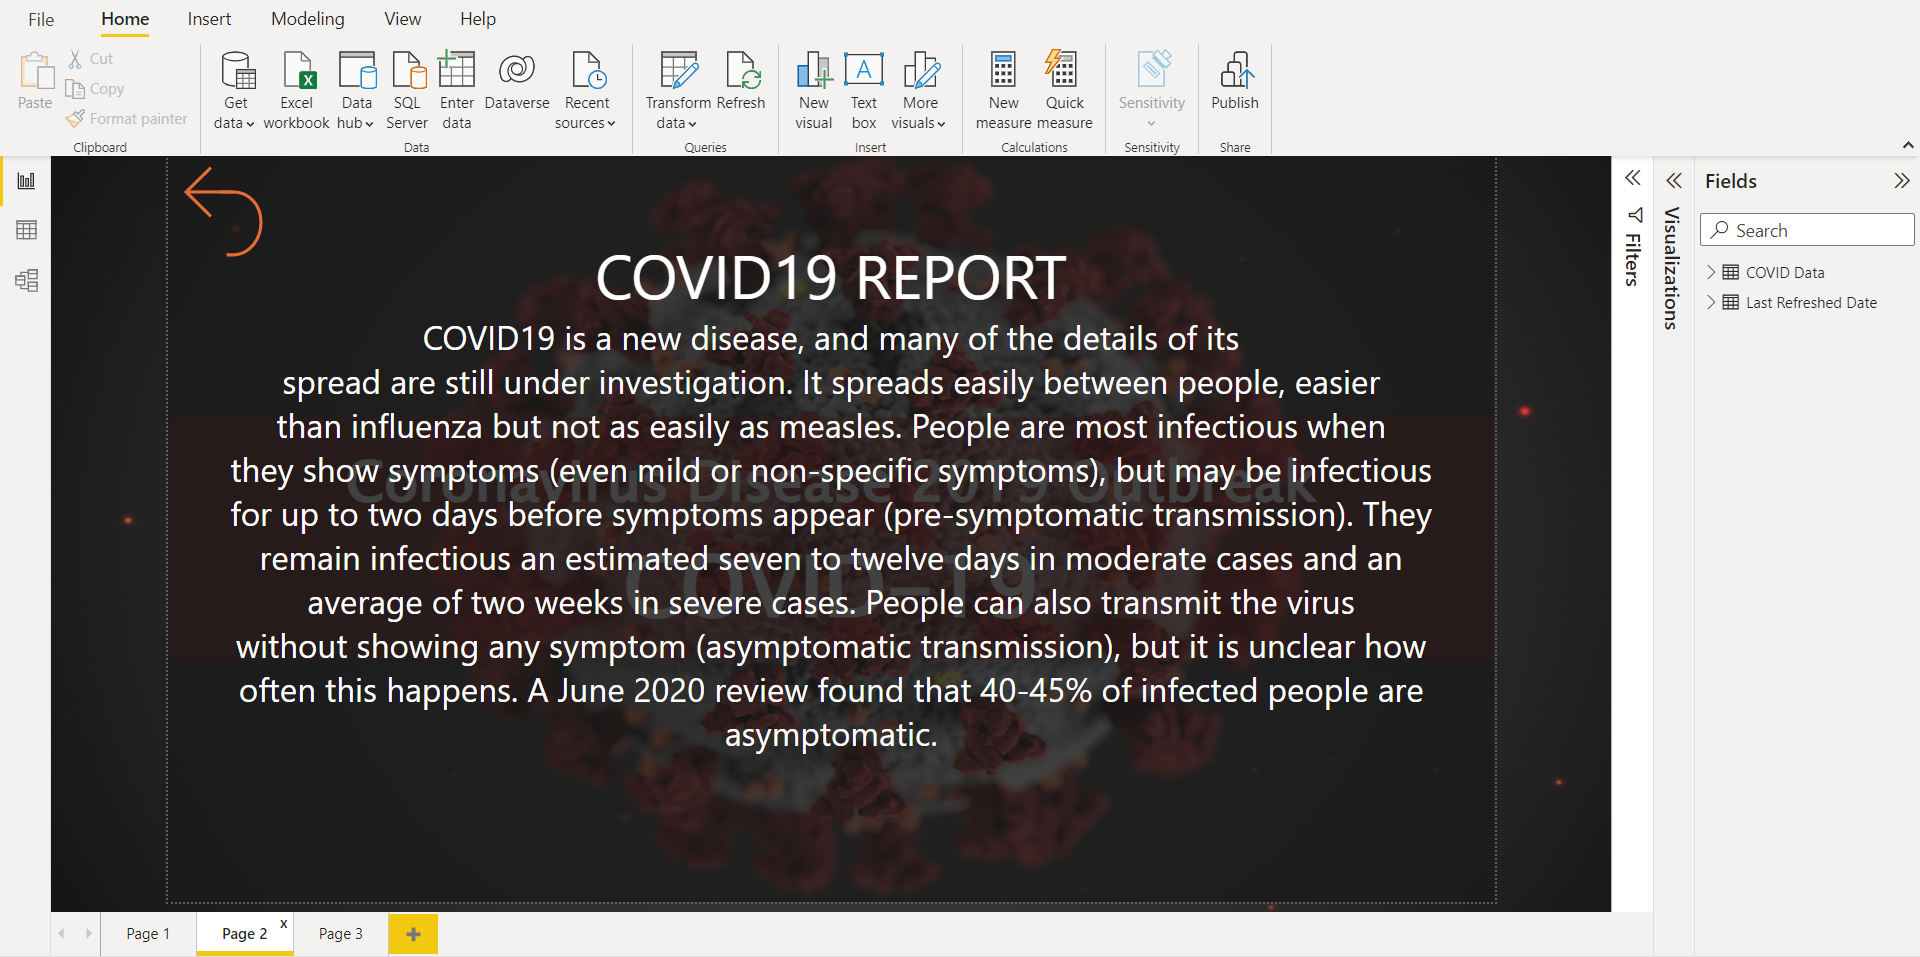 File Home Insert Modeling View Help
Paste
Cut
Copy
Format painter
Clipboard
Get data
Excel workbook
Data hub
SQL Server
Enter data
Dataverse
Recent sources
Data
Transform data
Refresh
Queries
New visual
Text box
More visuals
Insert
New measure
Quick measure
Calculations
Sensitivity
Sensitivity
Publish
Share
COVID19 REPORT
COVID19 is a new disease, and many of the details of its
spread are still under investigation. It spreads easily between people, easier
than influenza but not as easily as measles. People are most infectious when
they show symptoms (even mild or non-specific symptoms), but may be infectious
for up to two days before symptoms appear (pre-symptomatic transmission). They
remain infectious an estimated seven to twelve days in moderate cases and an
average of two weeks in severe cases. People can also transmit the virus
without showing any symptom (asymptomatic transmission), but it is unclear how
often this happens. A June 2020 review found that 40-45% of infected people are
asymptomatic.
Coronavirus Disease 2019 Outbreak
COVID-19
Filters
Visualizations
Fields
Search
COVID Data
Last Refreshed Date
Page 1
Page 2 x
Page 3
+